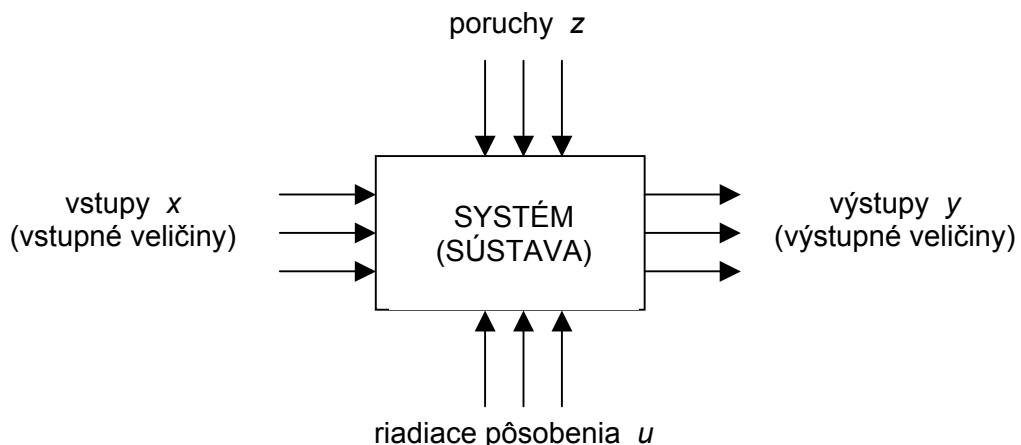 poruchy z
vstupy x
(vstupné veličiny)
SYSTÉM
(SÚSTAVA)
výstupy y
(výstupné veličiny)
riadiace pôsobenia u